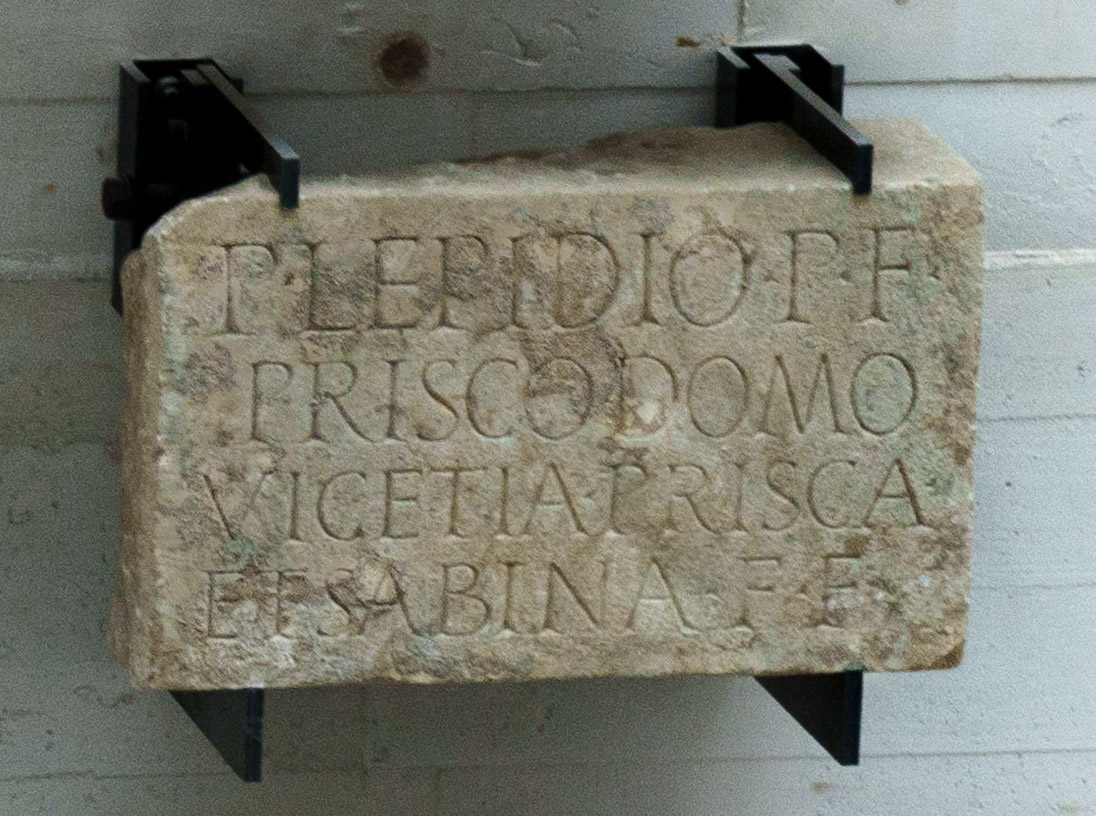 P·LEPIDIO·P·F·
PRISCO DOMO
VICETIA·PRISCA
ET SABINA·F·F·